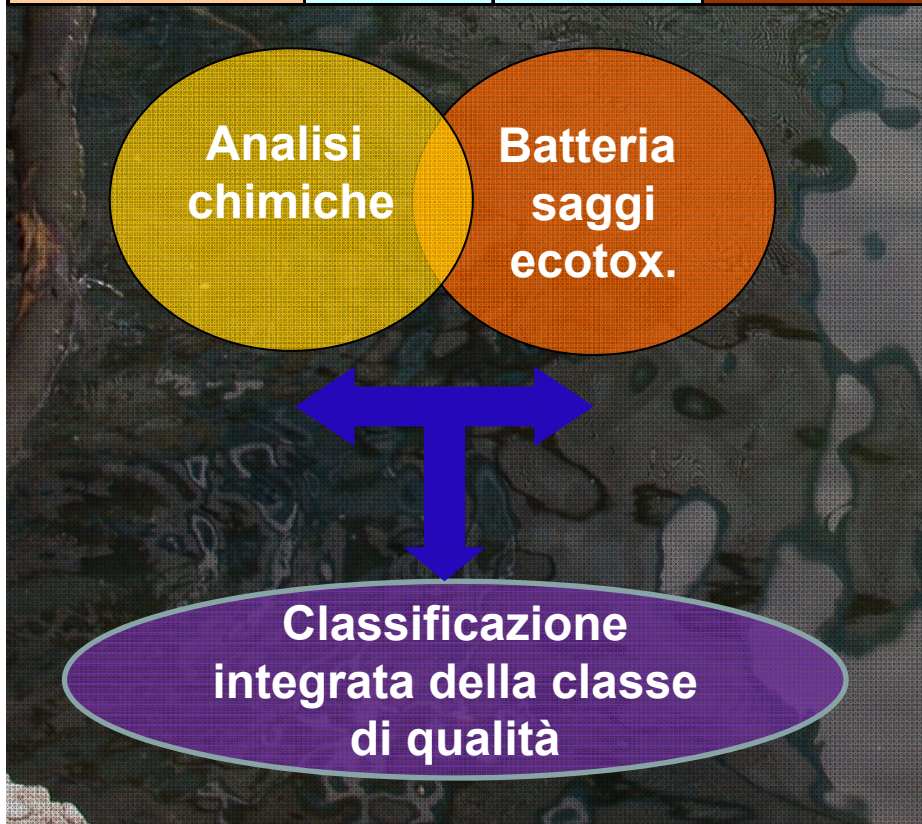 Analisi
chimiche
Batteria
saggi
ecotox.
Classificazione
integrata della classe
di qualità